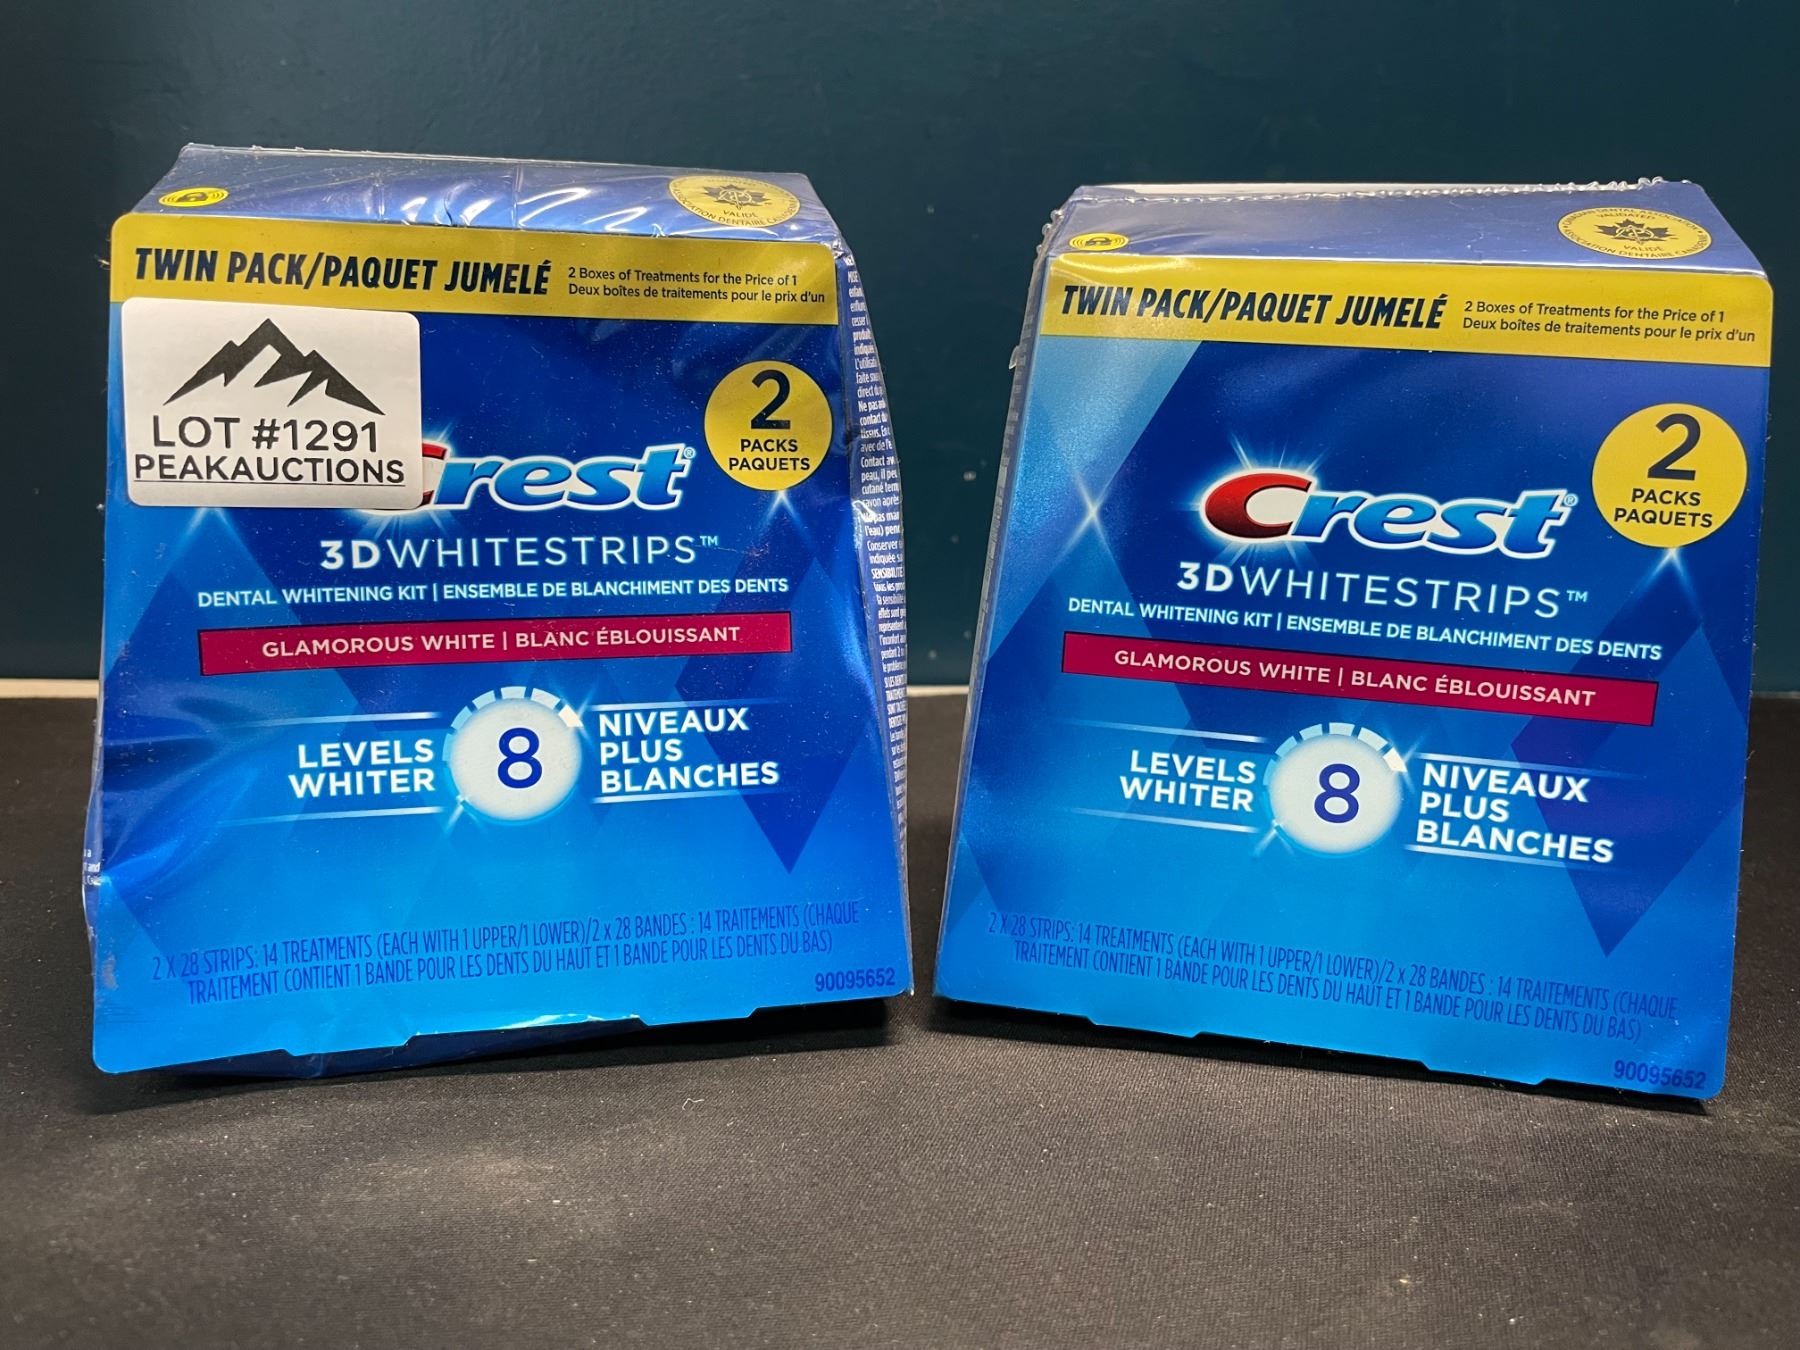 TWIN PACK/PAQUET JUMELÉ
2 Boxes of Treatments for the Price of 1
Deux boîtes de traitements pour le prix d'un
LOT #1291
PEAKAUCTIONS
2
PACKS
PAQUETS
Crest
3DWHITESTRIPS™
DENTAL WHITENING KIT | ENSEMBLE DE BLANCHIMENT DES DENTS
GLAMOROUS WHITE | BLANC ÉBLOUISSANT
LEVELS
WHITER
8
NIVEAUX
PLUS
BLANCHES
2 X 28 STRIPS: 14 TREATMENTS (EACH WITH 1 UPPER/1 LOWER)/2 x 28 BANDES : 14 TRAITEMENTS (CHAQUE
TRAITEMENT CONTIENT 1 BANDE POUR LES DENTS DU HAUT ET 1 BANDE POUR LES DENTS DU BAS)
90095652
VALIDATED
VALIDÉ
TWIN PACK/PAQUET JUMELÉ
2 Boxes of Treatments for the Price of 1
Deux boîtes de traitements pour le prix d'un
2
PACKS
PAQUETS
Crest®
3DWHITESTRIPS™
DENTAL WHITENING KIT | ENSEMBLE DE BLANCHIMENT DES DENTS
GLAMOROUS WHITE | BLANC ÉBLOUISSANT
LEVELS
WHITER
8
NIVEAUX
PLUS
BLANCHES
2 X 28 STRIPS: 14 TREATMENTS (EACH WITH 1 UPPER/1 LOWER)/2 x 28 BANDES : 14 TRAITEMENTS (CHAQUE
TRAITEMENT CONTIENT 1 BANDE POUR LES DENTS DU HAUT ET 1 BANDE POUR LES DENTS DU BAS)
90095652